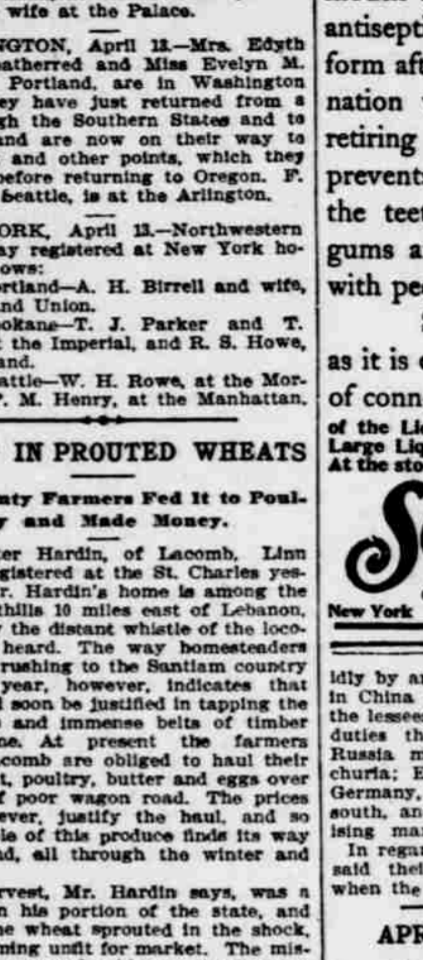 wife at the Palace.
NGTON, April 13.—Mrs. Edyth
eatherred and Miss Evelyn M.
Portland, are in Washington
ey have just returned from a
gh the Southern States and to
and are now on their way to
and other points, which they
before returning to Oregon. F.
Seattle, is at the Arlington.
ORK, April 13.—Northwestern
ay registered at New York ho-
ows:
ortland—A. H. Birrell and wife,
nd Union.
pokane—T. J. Parker and T.
t the Imperial, and R. S. Howe,
and.
attle—W. H. Rowe, at the Mor-
F. M. Henry, at the Manhattan.
IN PROUTED WHEATS
nty Farmers Fed It to Poul-
y and Made Money.
ter Hardin, of Lacomb, Linn
gistered at the St. Charles yes-
r. Hardin's home is among the
thills 10 miles east of Lebanon,
y the distant whistle of the loco-
heard. The way homesteaders
rushing to the Santiam country
year, however, indicates that
l soon be justified in tapping the
and immense belts of timber
ne. At present the farmers
comb are obliged to haul their
t, poultry, butter and eggs over
f poor wagon road. The prices
ever, justify the haul, and so
le of this produce finds its way
nd, all through the winter and
rvest, Mr. Hardin says, was a
n his portion of the state, and
he wheat sprouted in the shock,
ming unfit for market. The mis-
antisepti
form aft
nation
retiring
prevents
the teet
gums a
with pe
as it is
of conn
of the Li
Large Liq
At the sto
New York
idly by a
in China
the lessee
duties th
Russia m
churia; E
Germany,
south, an
ising ma
In regar
said thei
when the
APR